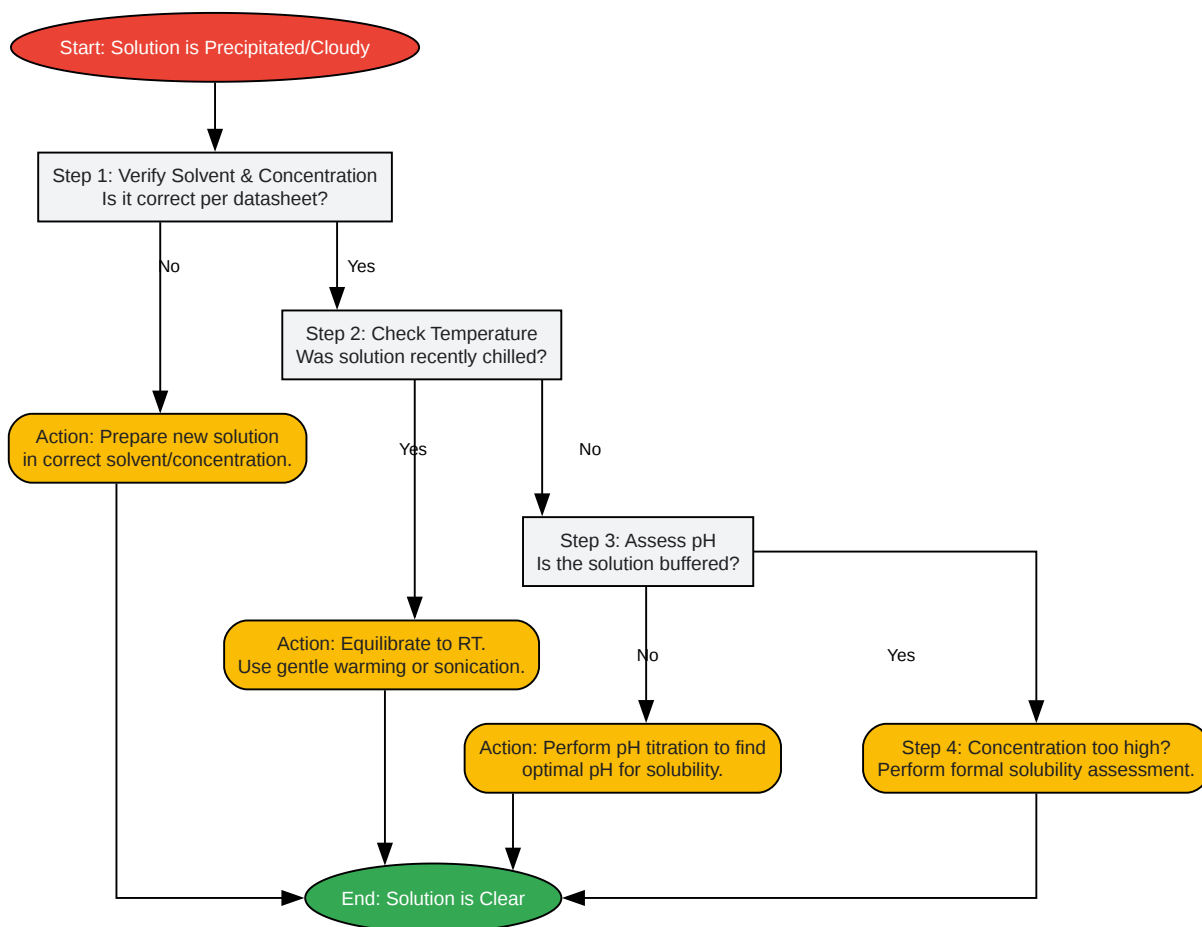 Start: Solution is Precipitated/Cloudy
Step 1: Verify Solvent & Concentration
Is it correct per datasheet?
No
Yes
Step 2: Check Temperature
Was solution recently chilled?
Action: Prepare new solution
in correct solvent/concentration.
Yes
No
Step 3: Assess pH
Is the solution buffered?
Action: Equilibrate to RT.
Use gentle warming or sonication.
No
Yes
Action: Perform pH titration to find
optimal pH for solubility.
Step 4: Concentration too high?
Perform formal solubility assessment.
End: Solution is Clear